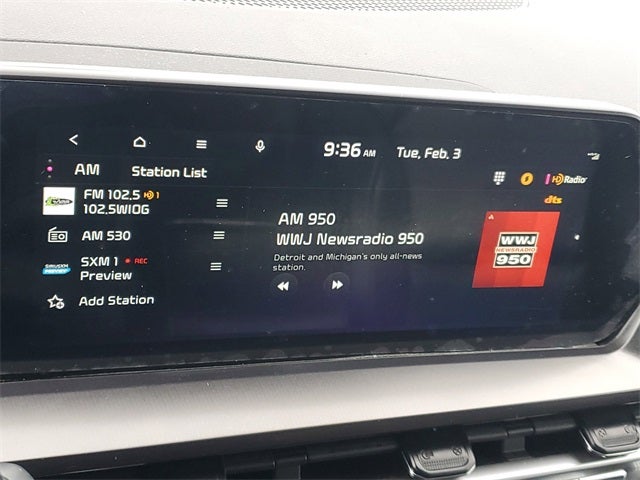 9:36 AM
Tue, Feb. 3
AM
Station List
HD Radio
dts
FM 102.5 HD 1
102.5WIOG
AM 530
SXM 1 REC
Preview
Add Station
AM 950
WWJ Newsradio 950
Detroit and Michigan's only all-news
station.
WWJ
NEWSRADIO
950